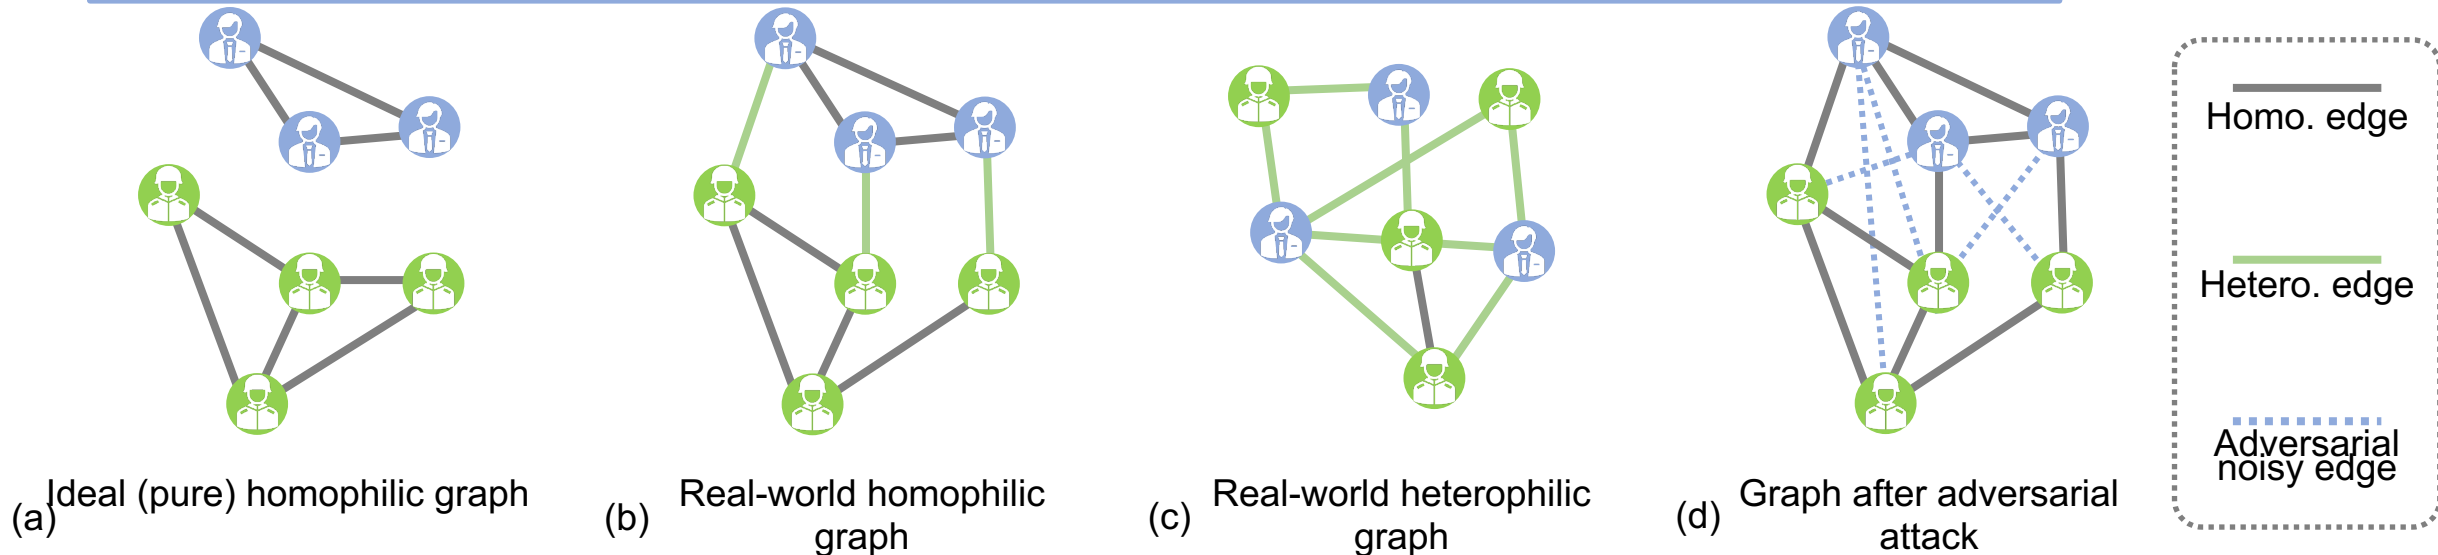 Homo. edge
Hetero. edge
Adversarial
noisy edge
(a) Ideal (pure) homophilic graph
(b) Real-world homophilic
graph
(c) Real-world heterophilic
graph
(d) Graph after adversarial
attack